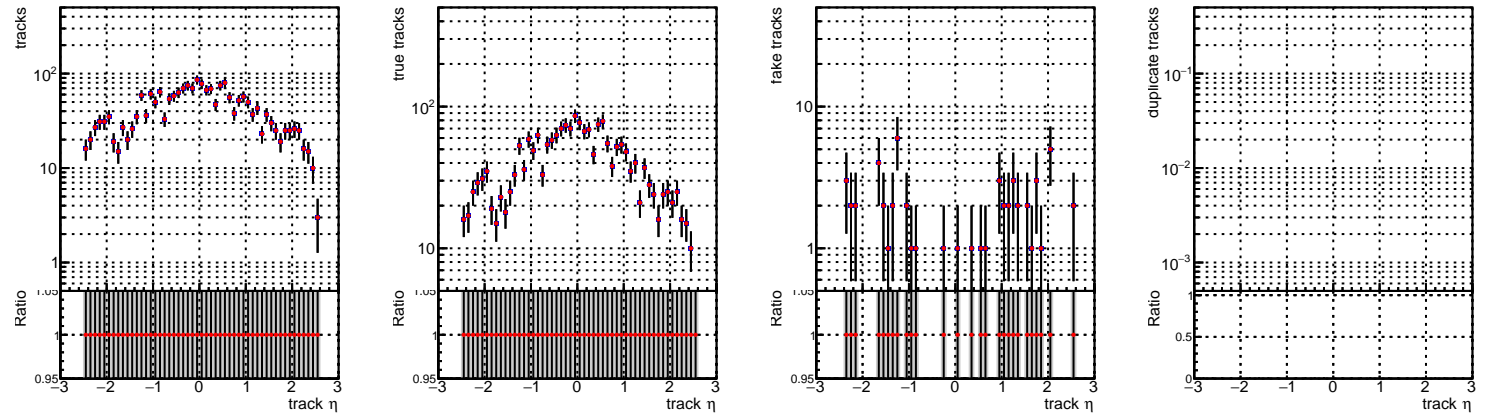 tracks
10²
10
1
Ratio
1.05
1
0.95
−3 −2 −1 0 1 2 3
track η
true tracks
10²
10
Ratio
1.05
1
0.95
−3 −2 −1 0 1 2 3
track η
fake tracks
10
1
Ratio
1.05
1
0.95
−3 −2 −1 0 1 2 3
track η
duplicate tracks
10⁻¹
10⁻²
10⁻³
Ratio
1
0.5
0
−3 −2 −1 0 1 2 3
track η